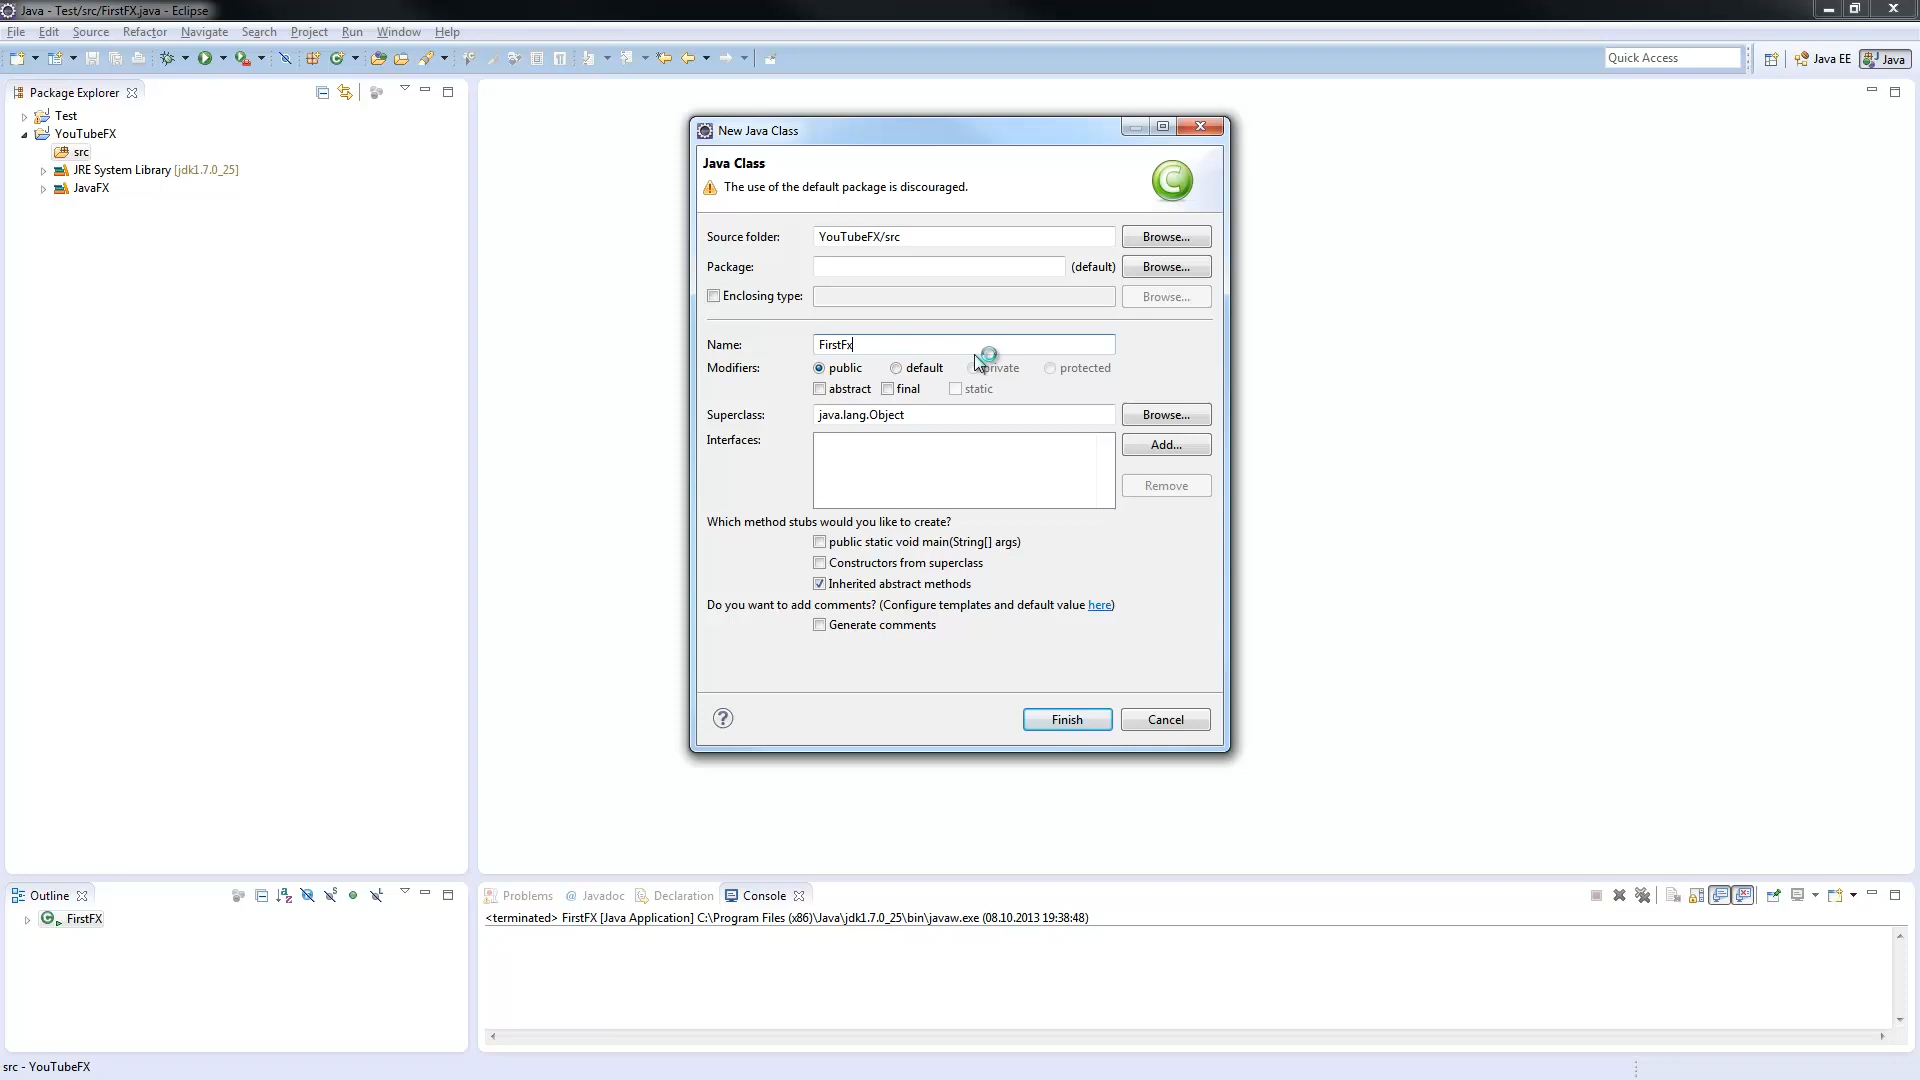 Java - Test/src/FirstFX.java - Eclipse
File Edit Source Refactor Navigate Search Project Run Window Help
Quick Access
Java EE
Java
Package Explorer
Test
YouTubeFX
src
JRE System Library [jdk1.7.0_25]
JavaFX
New Java Class
Java Class
The use of the default package is discouraged.
Source folder: YouTubeFX/src Browse...
Package: (default) Browse...
Enclosing type: Browse...
Name: FirstFx
Modifiers: public default private protected
abstract final static
Superclass: java.lang.Object Browse...
Interfaces: Add...
Remove
Which method stubs would you like to create?
public static void main(String[] args)
Constructors from superclass
Inherited abstract methods
Do you want to add comments? (Configure templates and default value here)
Generate comments
Finish Cancel
Outline
FirstFX
Problems @ Javadoc Declaration Console
<terminated> FirstFX [Java Application] C:\Program Files (x86)\Java\jdk1.7.0_25\bin\javaw.exe (08.10.2013 19:38:48)
src - YouTubeFX